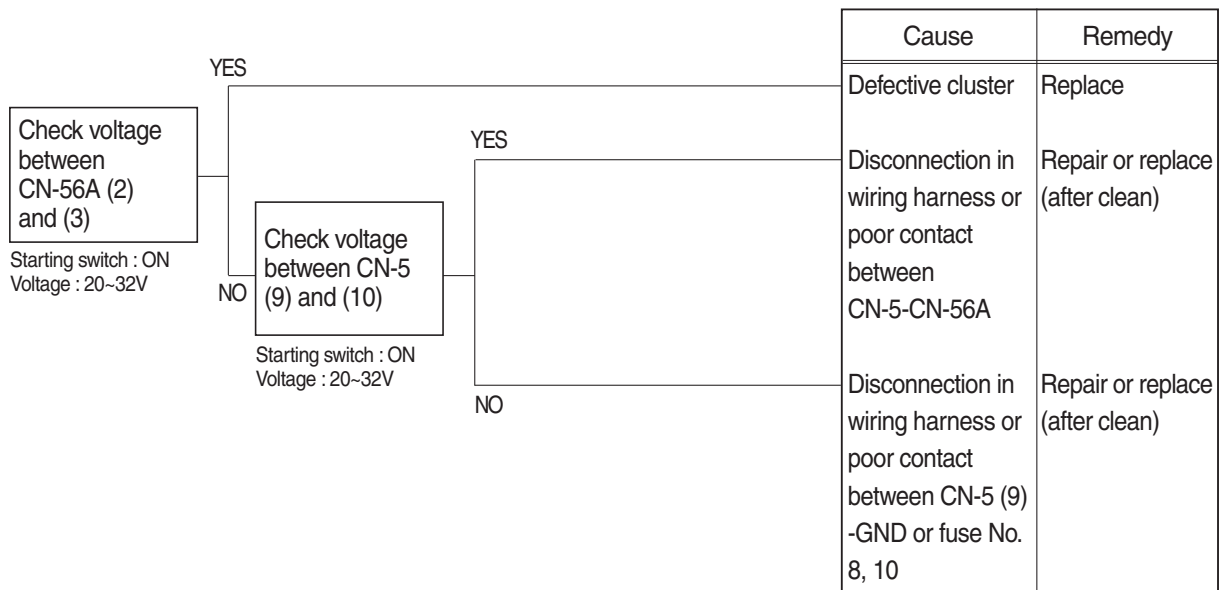 Cause
Remedy
YES
Defective cluster
Replace
Check voltage
between
CN-56A (2)
and (3)
Starting switch : ON
Voltage : 20~32V
NO
Check voltage
between CN-5
(9) and (10)
Starting switch : ON
Voltage : 20~32V
YES
Disconnection in
wiring harness or
poor contact
between
CN-5-CN-56A
Repair or replace
(after clean)
NO
Disconnection in
wiring harness or
poor contact
between CN-5 (9)
-GND or fuse No.
8, 10
Repair or replace
(after clean)